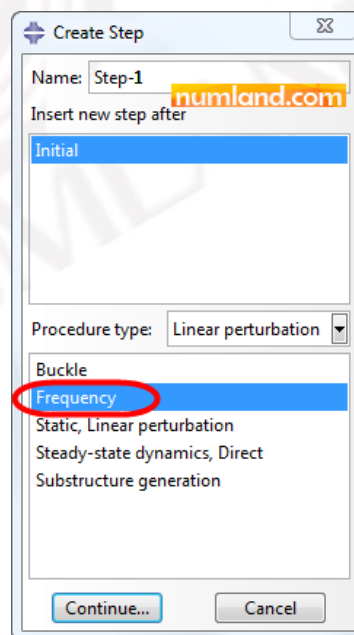 Create Step
Name: Step-1
numland.com
Insert new step after
Initial
Procedure type: Linear perturbation
Buckle
Frequency
Static, Linear perturbation
Steady-state dynamics, Direct
Substructure generation
Continue... Cancel